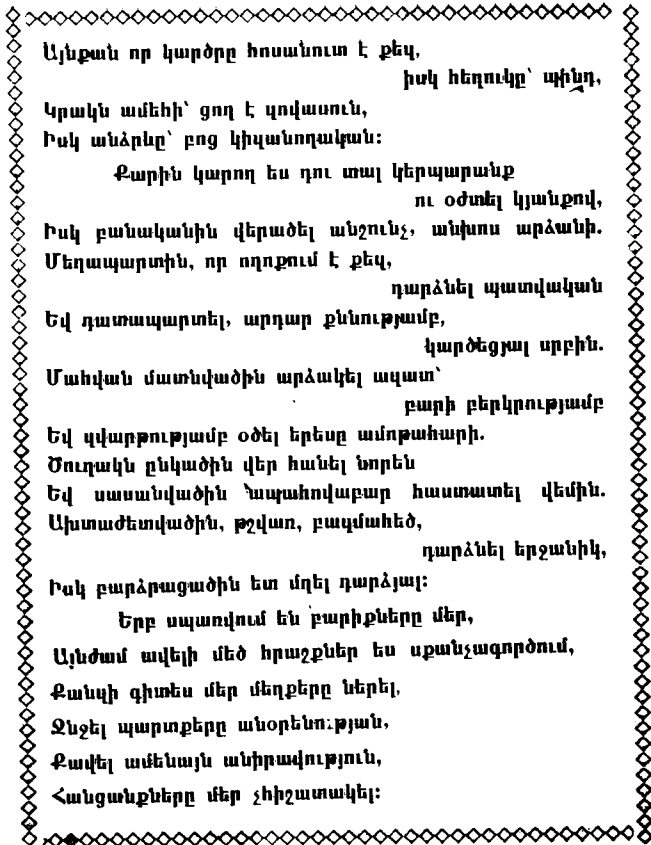 Այնքան որ կարծրը հոսանուտ է քեզ,
իսկ հեղուկը՝ պինդ,
Կրակն ամեհի՝ ցող է զովասուն,
Իսկ անձրևը՝ բոց կիզանողական։
Քարին կարող ես դու տալ կերպարանք
ու օժտել կյանքով,
Իսկ բանականին վերածել անշունչ, անխոս արձանի.
Մեղապարտին, որ ողոքում է քեզ,
դարձնել պատվական
Եվ դատապարտել, արդար քննությամբ,
կարծեցյալ սրբին.
Մահվան մատնվածին արձակել ազատ՝
բարի բերկրությամբ
Եվ զվարթությամբ օծել երեսը ամոթահարի.
Ծուղակն ընկածին վեր հանել նորեն
Եվ սասանվածին ապահովաբար հաստատել վեմին.
Ախտաժետվածին, թշվառ, բազմահեծ,
դարձնել երջանիկ,
Իսկ բարձրացածին ետ մղել դարձյալ։
Երբ սպառվում են բարիքները մեր,
Այնժամ ավելի մեծ հրաշքներ ես սքանչագործում,
Քանզի գիտես մեր մեղքերը ներել,
Ջնջել պարտքերը անօրենության,
Քավել ամենայն անիրավություն,
Հանցանքները մեր չհիշատակել։